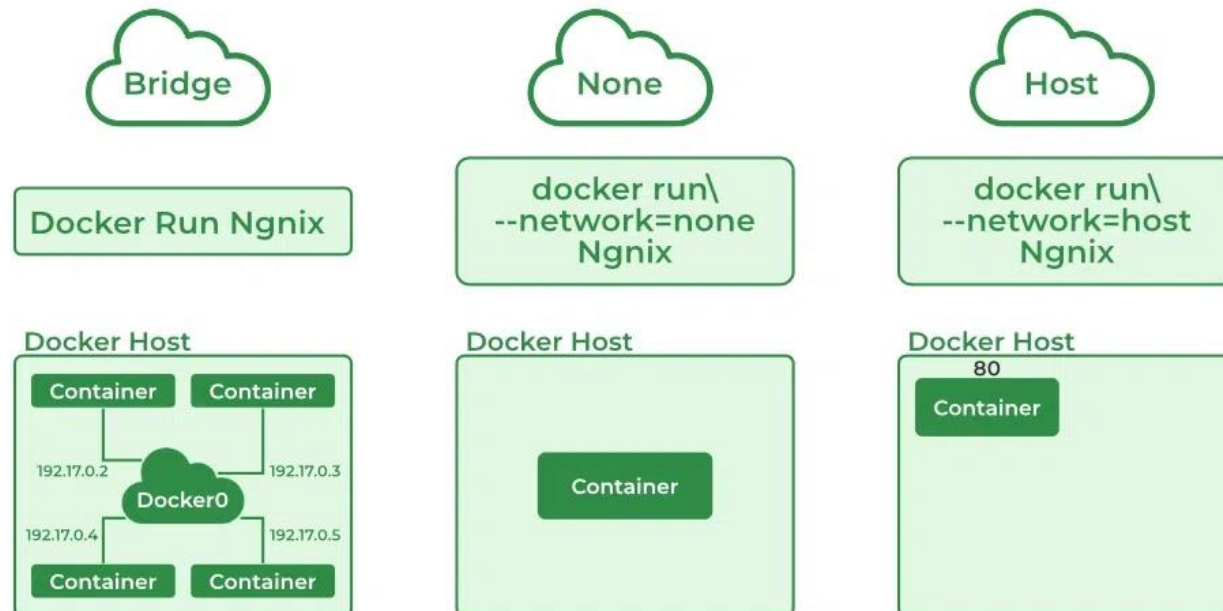 Bridge
Docker Run Ngnix
Docker Host
Container
Container
192.17.0.2
192.17.0.3
Docker0
192.17.0.4
192.17.0.5
Container
Container
None
docker run\
--network=none
Ngnix
Docker Host
Container
Host
docker run\
--network=host
Ngnix
Docker Host
80
Container